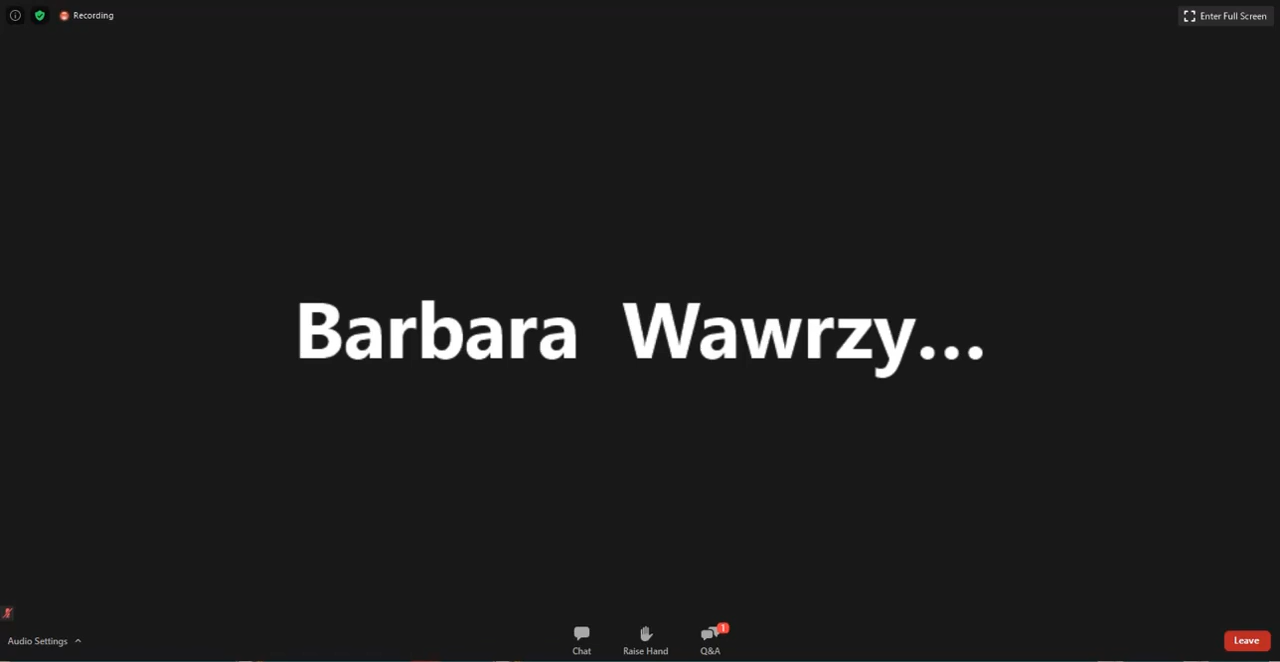 Recording
Enter Full Screen
Barbara Wawrzy...
Audio Settings
Chat
Raise Hand
Q&A
1
Leave